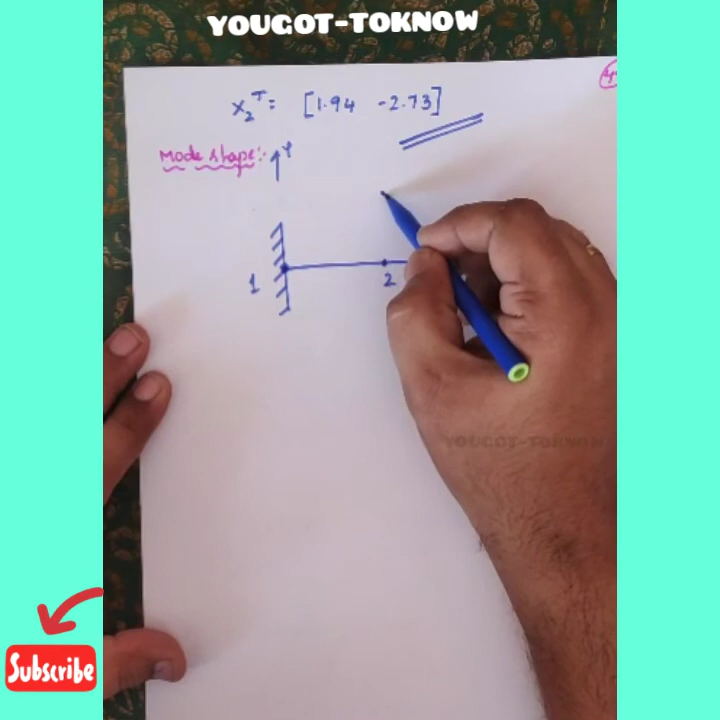 YOUGOT-TOKNOW
X₂ᵀ = [1.94 -2.73]
Mode shape:- Y
1
2
YOUGOT-TOKNOW
Subscribe